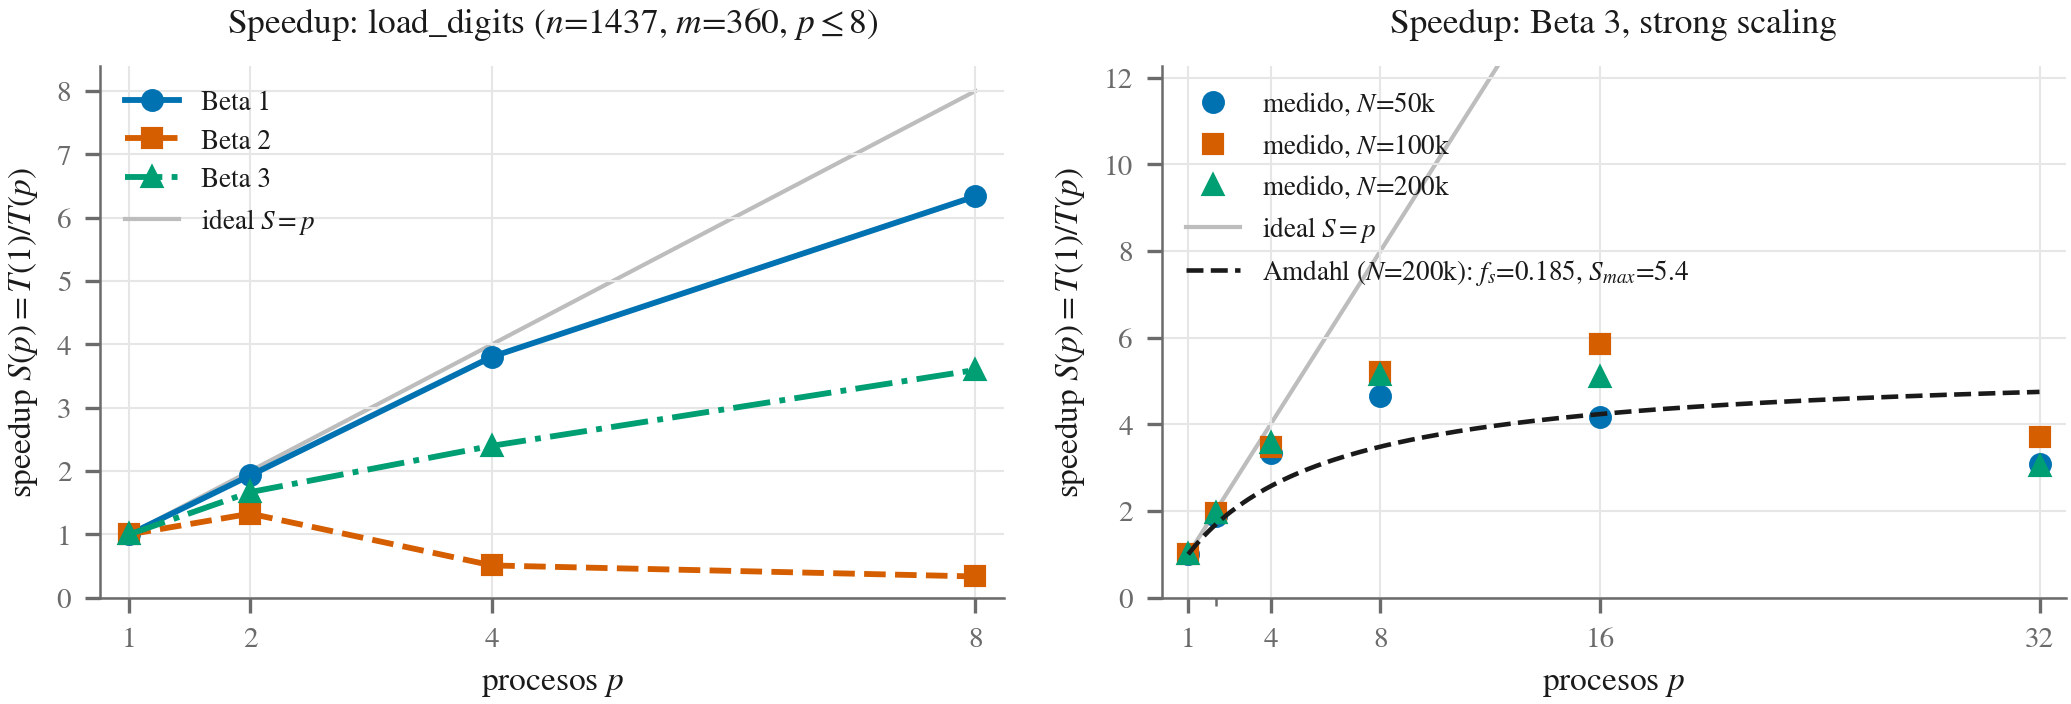 Speedup: load_digits (n=1437, m=360, p ≤ 8)
8
7
6
5
4
3
2
1
0
speedup S(p) = T(1)/T(p)
Beta 1
Beta 2
Beta 3
ideal S = p
1
2
4
8
procesos p
Speedup: Beta 3, strong scaling
12
10
8
6
4
2
0
speedup S(p) = T(1)/T(p)
medido, N=50k
medido, N=100k
medido, N=200k
ideal S = p
Amdahl (N=200k): fs=0.185, Smax=5.4
1
4
8
16
32
procesos p